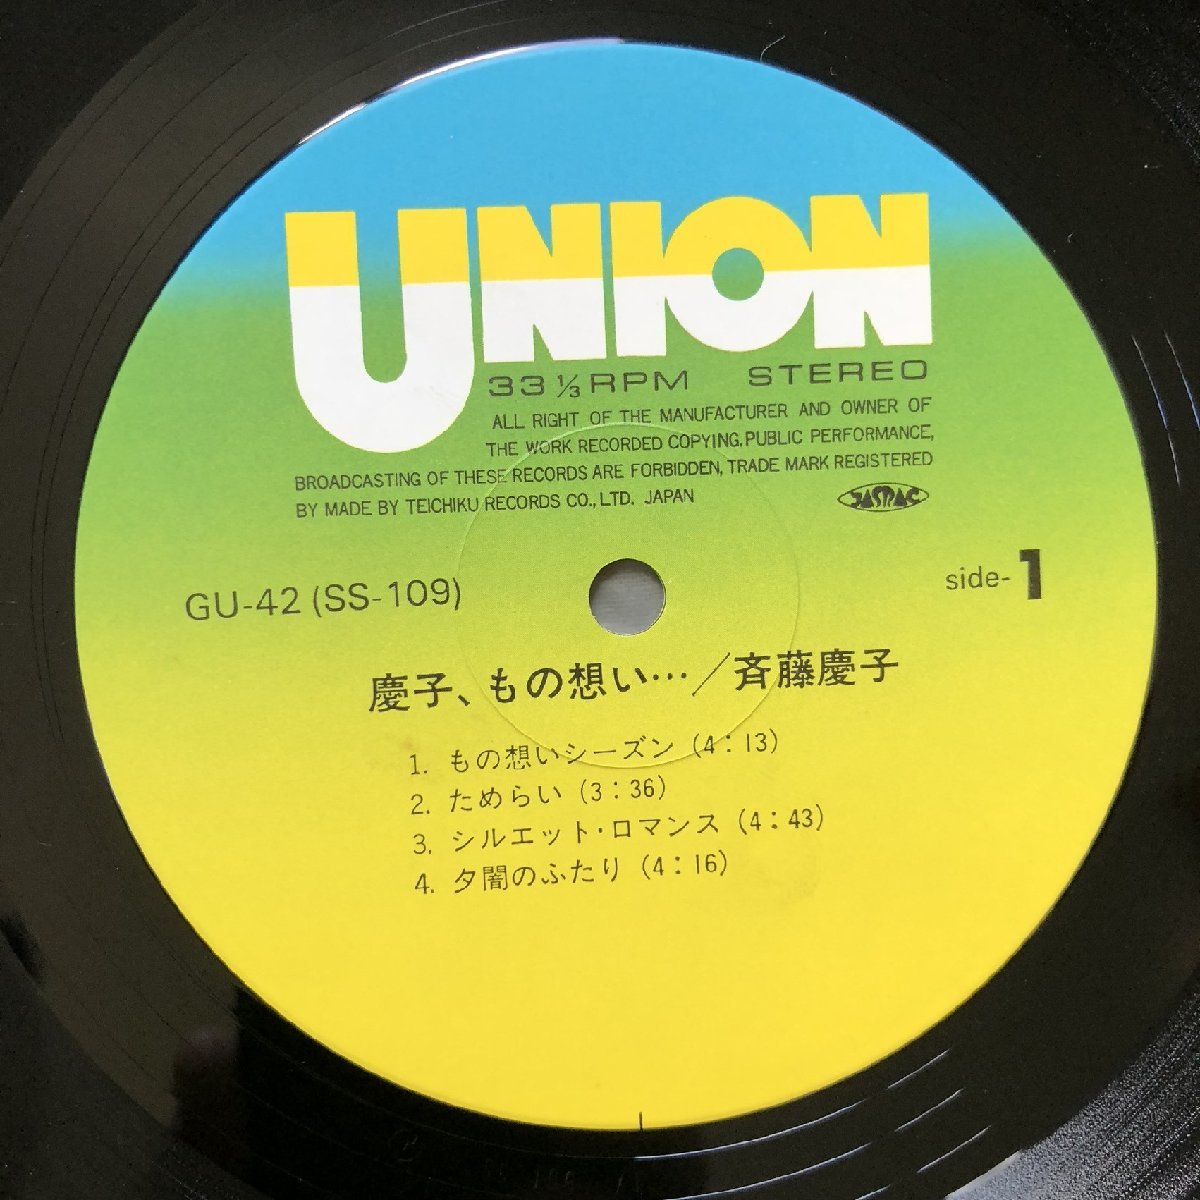 UNION
33 1/3 RPM STEREO
ALL RIGHT OF THE MANUFACTURER AND OWNER OF
THE WORK RECORDED COPYING, PUBLIC PERFORMANCE,
BROADCASTING OF THESE RECORDS ARE FORBIDDEN, TRADE MARK REGISTERED
BY MADE BY TEICHIKU RECORDS CO., LTD. JAPAN
JASRAC
GU-42 (SS-109)
side-1
慶子、もの想い…／斉藤慶子
1. もの想いシーズン (4:13)
2. ためらい (3:36)
3. シルエット・ロマンス (4:43)
4. 夕闇のふたり (4:16)